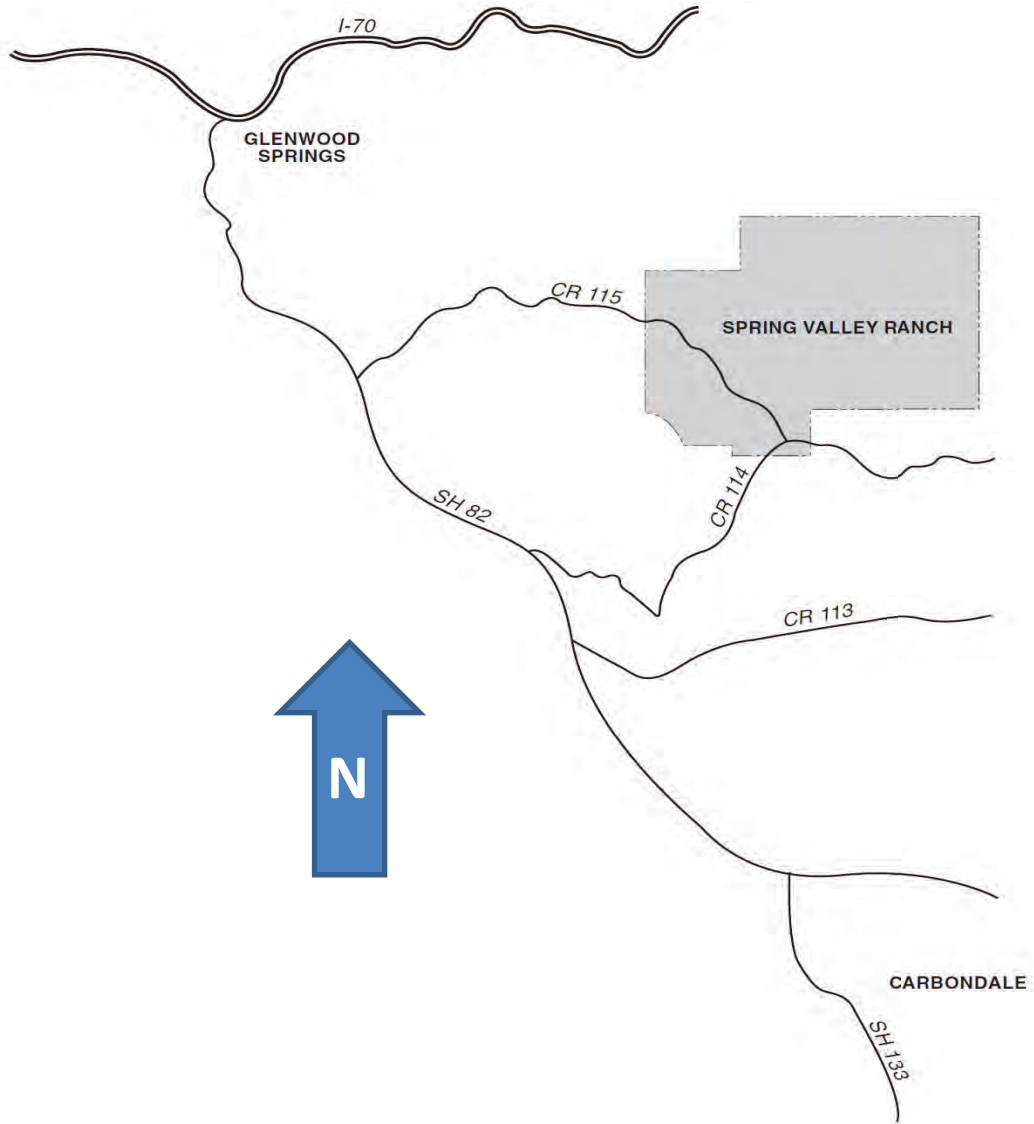 I-70
GLENWOOD
SPRINGS
CR 115
SPRING VALLEY RANCH
CR 114
SH 82
CR 113
N
CARBONDALE
SH 133